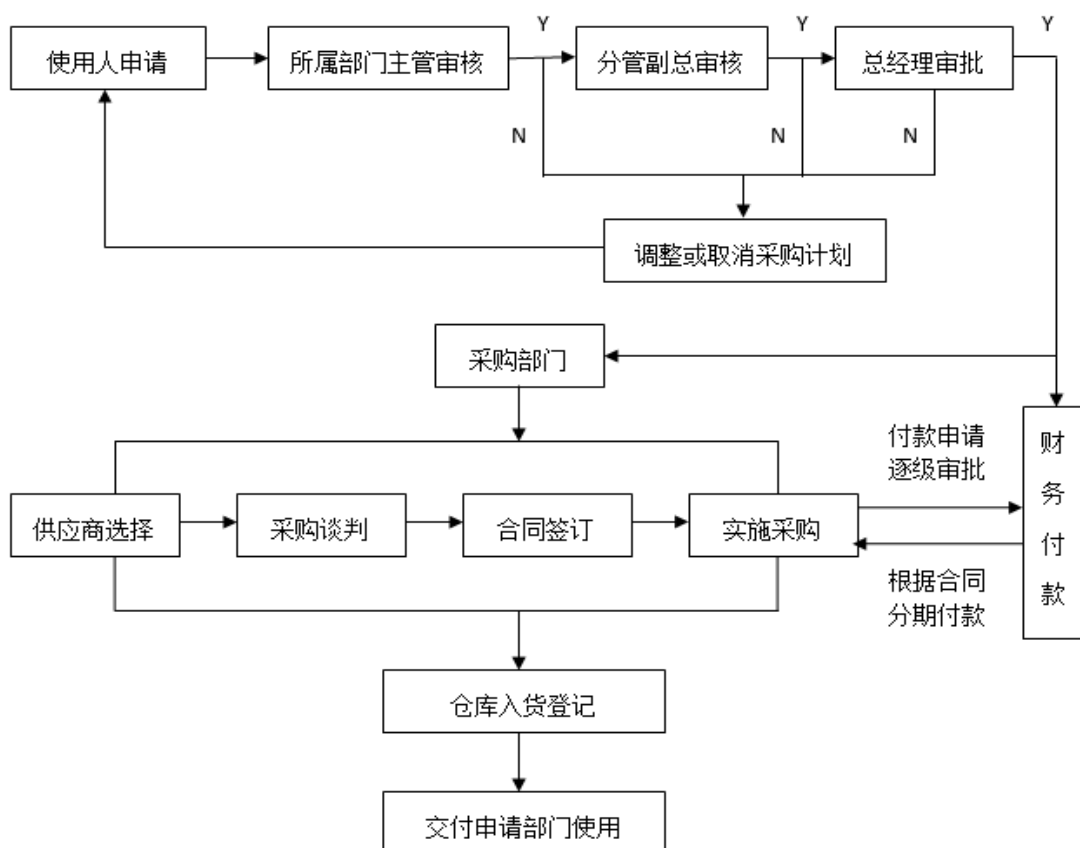 Y
Y
Y
使用人申请
所属部门主管审核
分管副总审核
总经理审批
N
N
N
调整或取消采购计划
采购部门
付款申请
逐级审批
财务付款
供应商选择
采购谈判
合同签订
实施采购
根据合同
分期付款
仓库入货登记
交付申请部门使用